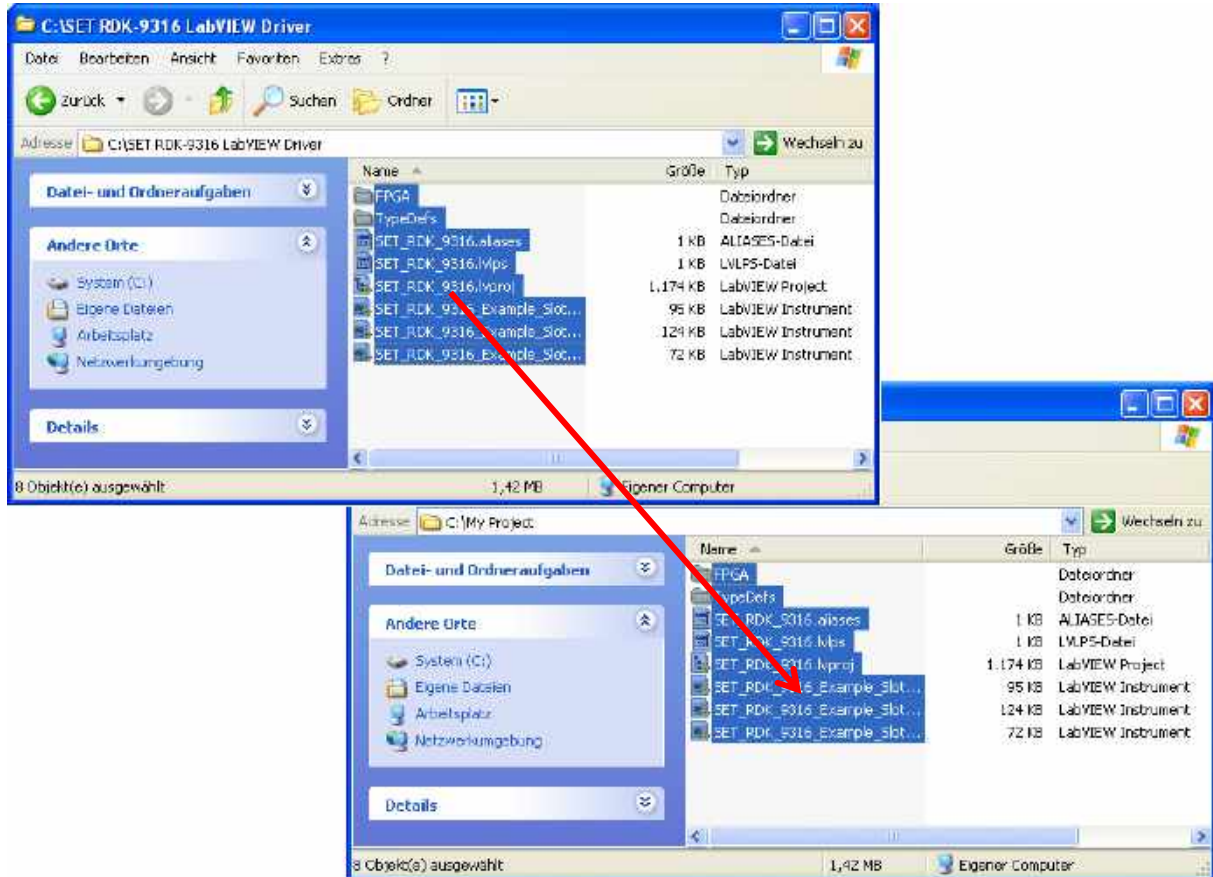 C:\SET RDK-9316 LabVIEW Driver
Datei Bearbeiten Ansicht Favoriten Extras ?
Zurück Suchen Ordner
Adresse C:\SET RDK-9316 LabVIEW Driver Wechseln zu
Name Größe Typ
Datei- und Ordneraufgaben
FPGA Dateiordner
TypeDefs Dateiordner
Andere Orte
SET_RDK_9316.aliases 1 KB ALIASES-Datei
SET_RDK_9316.lvlps 1 KB LVLPS-Datei
System (C:)
SET_RDK_9316.lvproj 1.174 KB LabVIEW Project
Eigene Dateien
SET_RDK_9316_Example_Slot... 95 KB LabVIEW Instrument
Arbeitsplatz
SET_RDK_9316_Example_Slot... 124 KB LabVIEW Instrument
Netzwerkumgebung
SET_RDK_9316_Example_Slot... 72 KB LabVIEW Instrument
Details
8 Objekt(e) ausgewählt 1,42 MB Eigener Computer
Adresse C:\My Project Wechseln zu
Name Größe Typ
Datei- und Ordneraufgaben
FPGA Dateiordner
TypeDefs Dateiordner
Andere Orte
SET_RDK_9316.aliases 1 KB ALIASES-Datei
SET_RDK_9316.lvlps 1 KB LVLPS-Datei
System (C:)
SET_RDK_9316.lvproj 1.174 KB LabVIEW Project
Eigene Dateien
SET_RDK_9316_Example_Slot... 95 KB LabVIEW Instrument
Arbeitsplatz
SET_RDK_9316_Example_Slot... 124 KB LabVIEW Instrument
Netzwerkumgebung
SET_RDK_9316_Example_Slot... 72 KB LabVIEW Instrument
Details
8 Objekt(e) ausgewählt 1,42 MB Eigener Computer